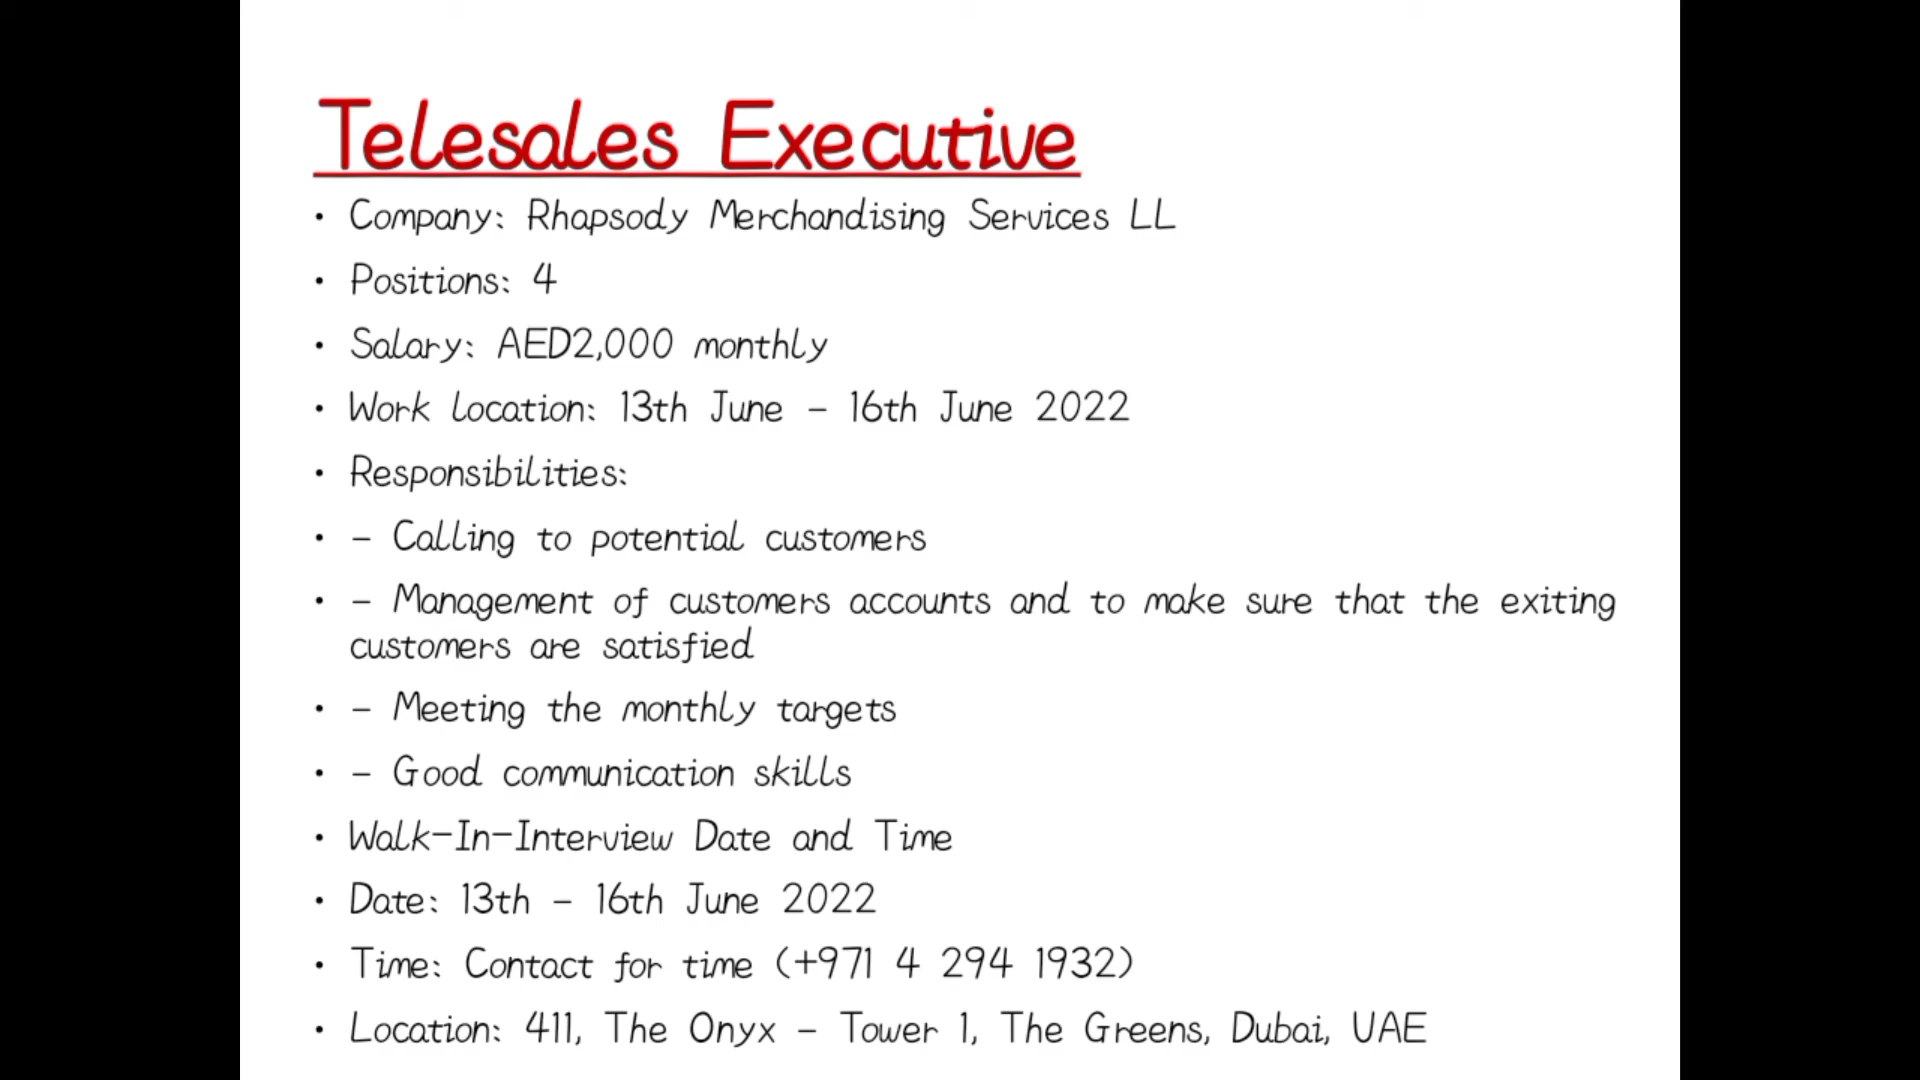 Telesales Executive
• Company: Rhapsody Merchandising Services LL
• Positions: 4
• Salary: AED2,000 monthly
• Work location: 13th June – 16th June 2022
• Responsibilities:
• – Calling to potential customers
• – Management of customers accounts and to make sure that the exiting
customers are satisfied
• – Meeting the monthly targets
• – Good communication skills
• Walk-In-Interview Date and Time
• Date: 13th – 16th June 2022
• Time: Contact for time (+971 4 294 1932)
• Location: 411, The Onyx – Tower 1, The Greens, Dubai, UAE